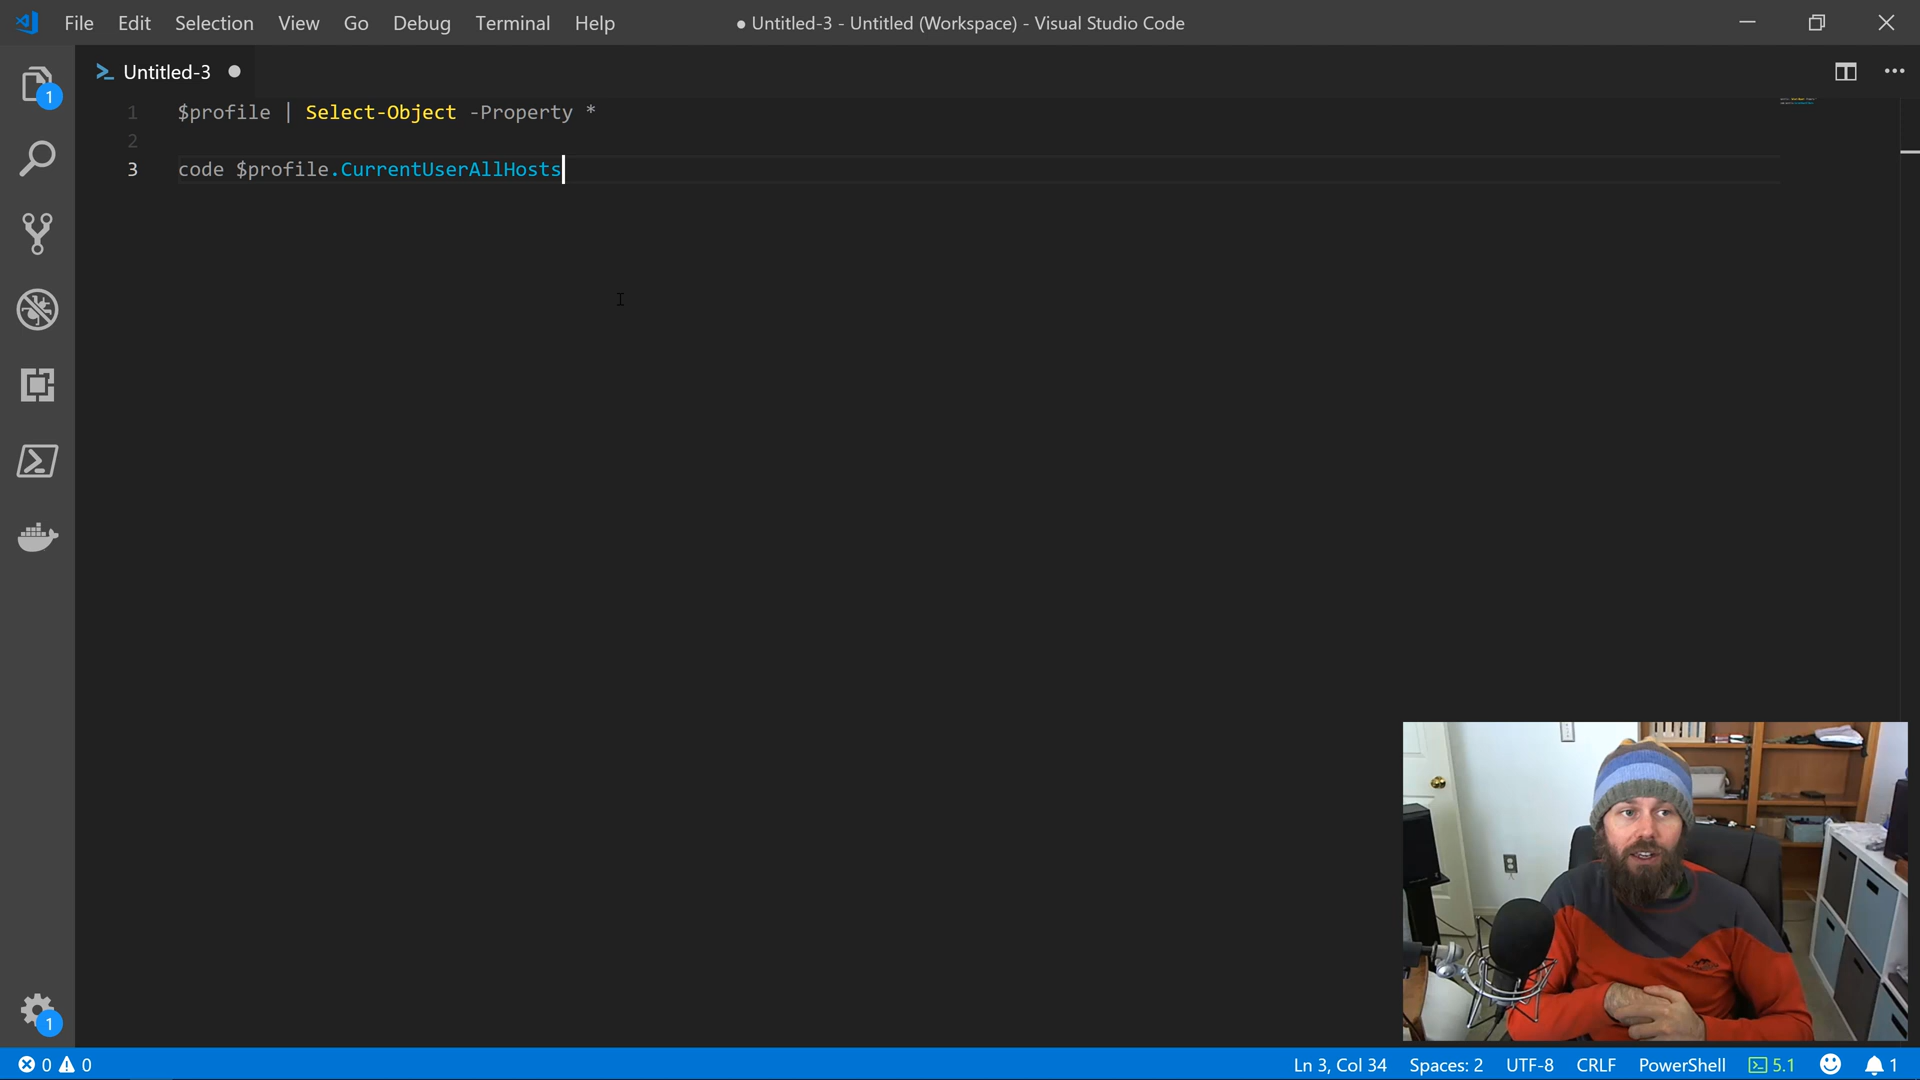 File Edit Selection View Go Debug Terminal Help
● Untitled-3 - Untitled (Workspace) - Visual Studio Code
Untitled-3
1 $profile | Select-Object -Property *
2
3 code $profile.CurrentUserAllHosts
1
1
0 0
Ln 3, Col 34 Spaces: 2 UTF-8 CRLF PowerShell 5.1 1